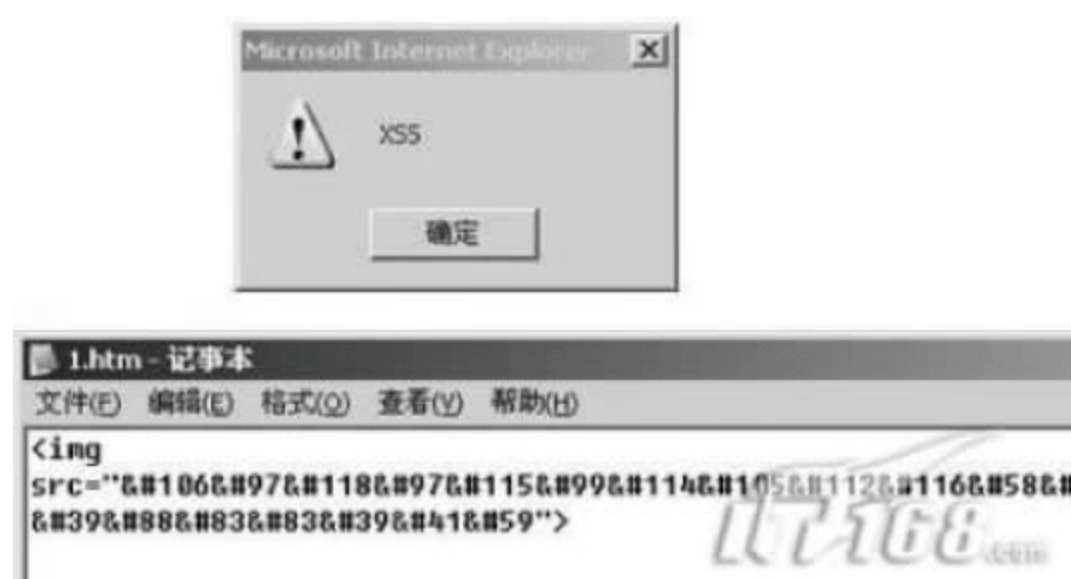 Microsoft Internet Explorer
XSS
确定
1.htm - 记事本
文件(F) 编辑(E) 格式(O) 查看(V) 帮助(H)
<img
src="&#106&#97&#118&#97&#115&#99&#114&#105&#112&#116&#58&#
&#39&#88&#83&#83&#39&#41&#59">
IT168.com